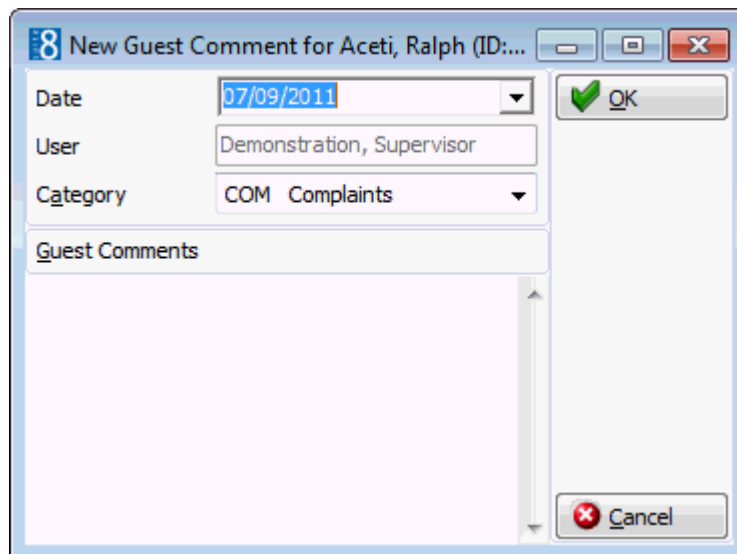 8 New Guest Comment for Aceti, Ralph (ID:...
Date 07/09/2011
OK
User Demonstration, Supervisor
Category COM Complaints
Guest Comments
Cancel